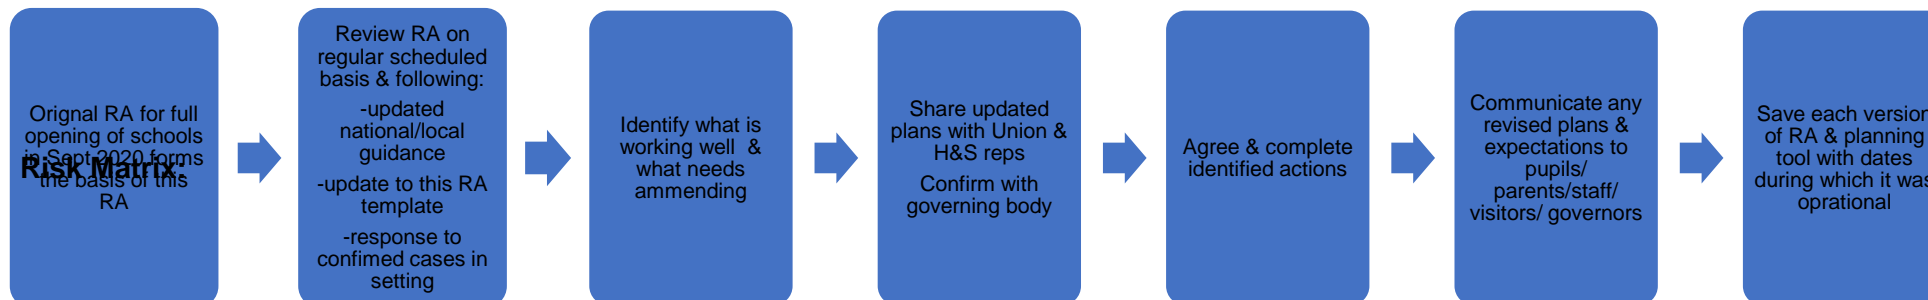 Orignal RA for full
opening of schools
in Sept 2020 forms
the basis of this
RA
Risk Matrix:
Review RA on
regular scheduled
basis & following:
-updated
national/local
guidance
-update to this RA
template
-response to
confimed cases in
setting
Identify what is
working well &
what needs
ammending
Share updated
plans with Union &
H&S reps
Confirm with
governing body
Agree & complete
identified actions
Communicate any
revised plans &
expectations to
pupils/
parents/staff/
visitors/ governors
Save each version
of RA & planning
tool with dates
during which it was
oprational